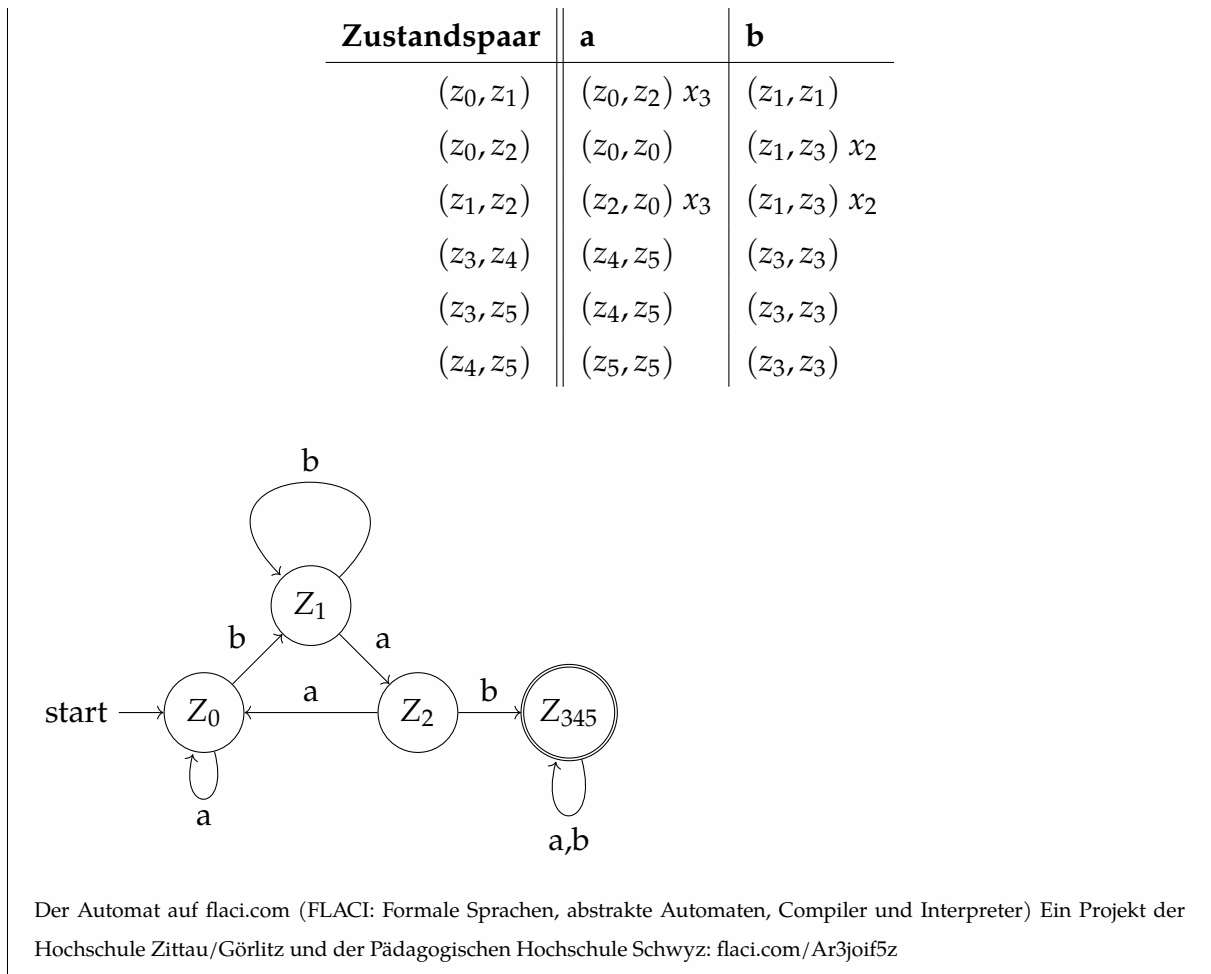 Zustandspaar a b
(z₀, z₁) (z₀, z₂) x₃ (z₁, z₁)
(z₀, z₂) (z₀, z₀) (z₁, z₃) x₂
(z₁, z₂) (z₂, z₀) x₃ (z₁, z₃) x₂
(z₃, z₄) (z₄, z₅) (z₃, z₃)
(z₃, z₅) (z₄, z₅) (z₃, z₃)
(z₄, z₅) (z₅, z₅) (z₃, z₃)
b
Z₁
b a
start Z₀ a Z₂ b Z₃₄₅
a
a,b
Der Automat auf flaci.com (FLACI: Formale Sprachen, abstrakte Automaten, Compiler und Interpreter) Ein Projekt der
Hochschule Zittau/Görlitz und der Pädagogischen Hochschule Schwyz: flaci.com/Ar3joif5z